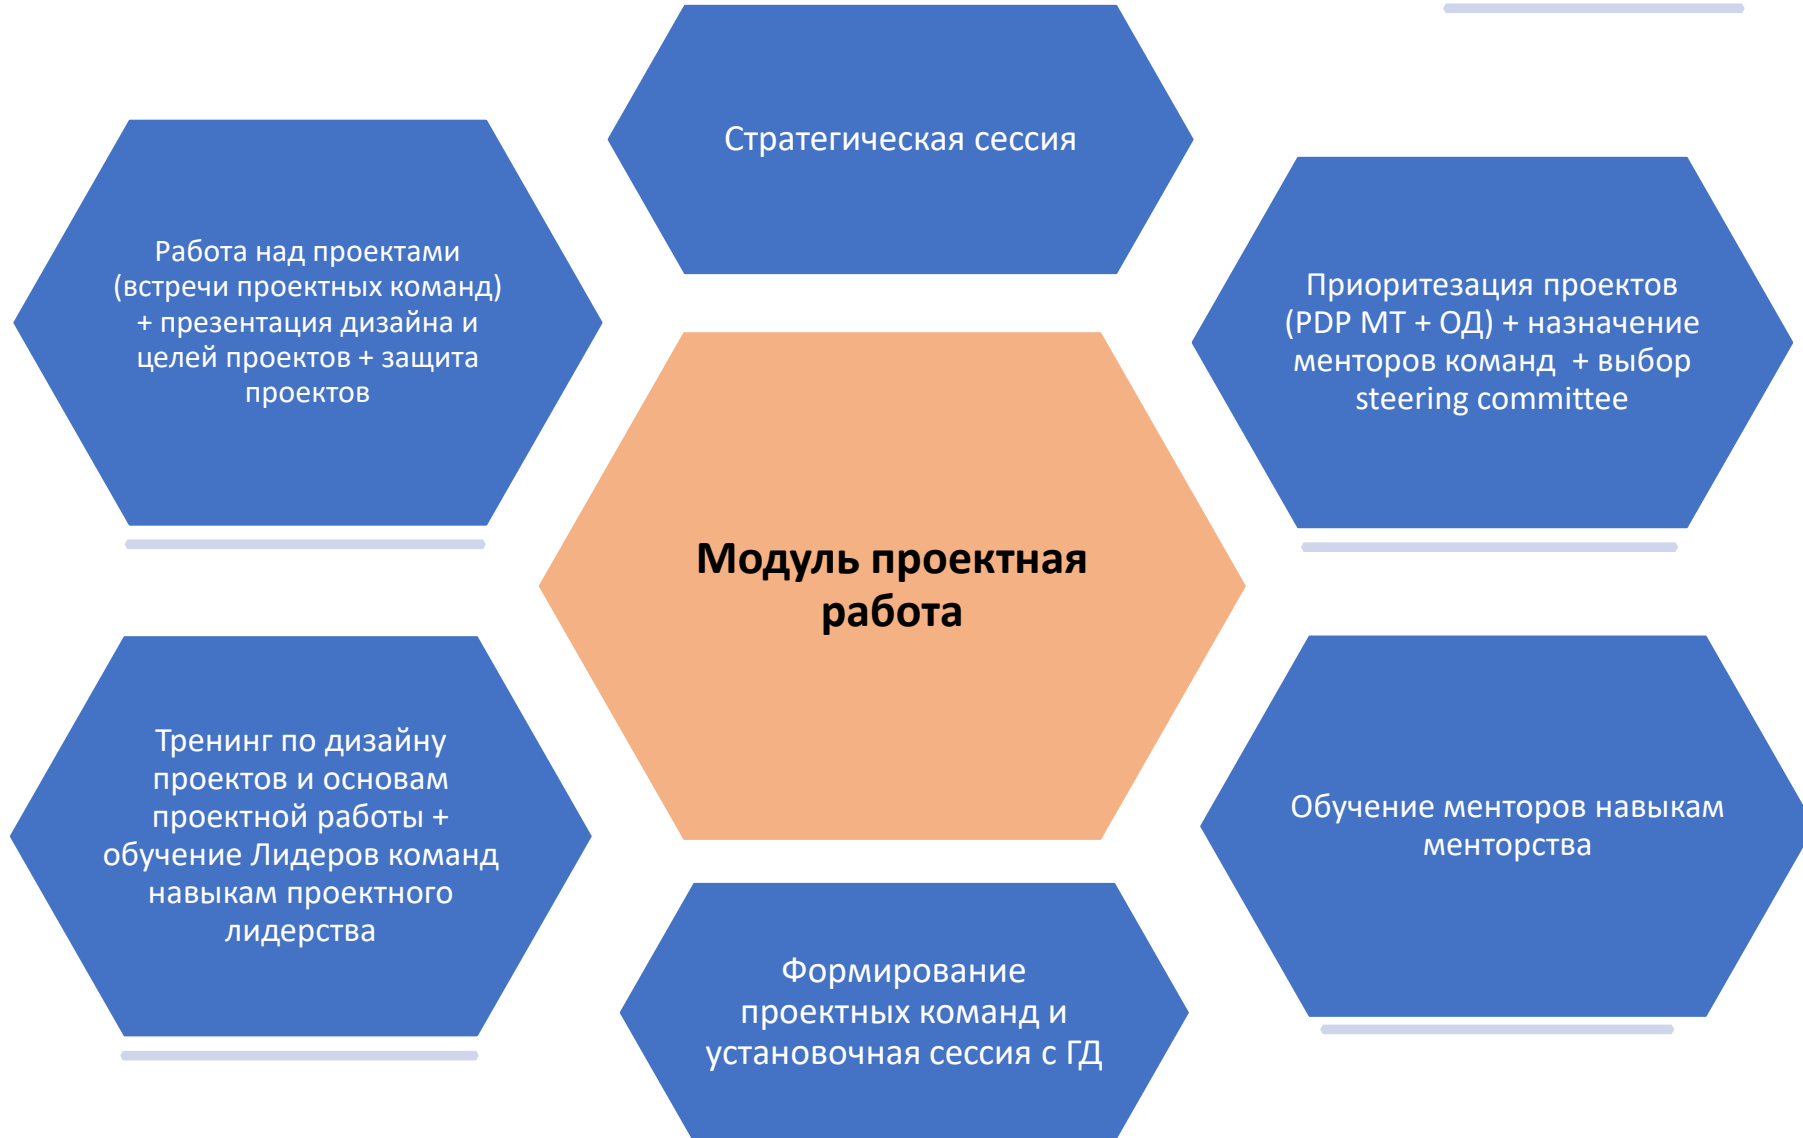 Стратегическая сессия
Работа над проектами
(встречи проектных команд)
+ презентация дизайна и
целей проектов + защита
проектов
Приоритезация проектов
(PDP МТ + ОД) + назначение
менторов команд + выбор
steering committee
Модуль проектная
работа
Тренинг по дизайну
проектов и основам
проектной работы +
обучение Лидеров команд
навыкам проектного
лидерства
Обучение менторов навыкам
менторства
Формирование
проектных команд и
установочная сессия с ГД